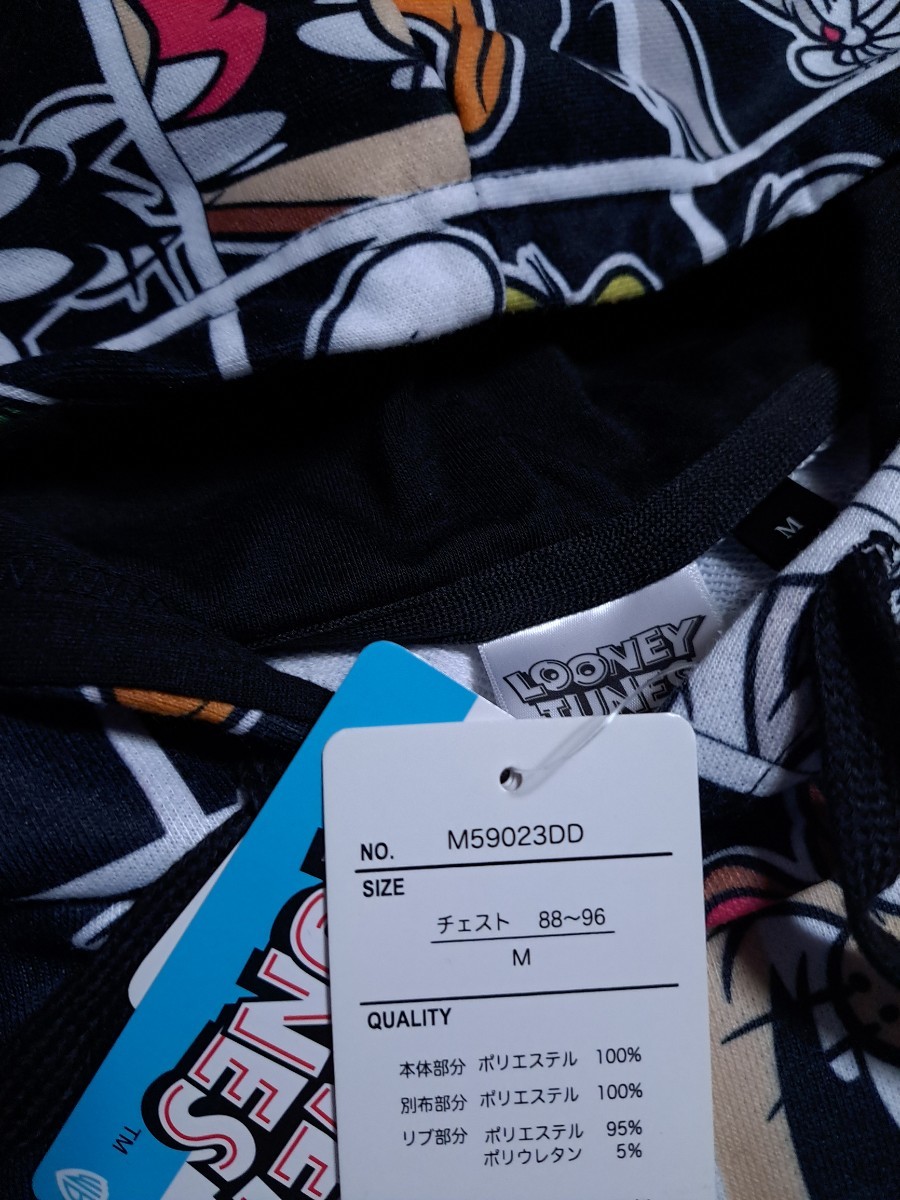 M
LOONEY
TUNES
NO. M59023DD
SIZE
チェスト 88〜96
M
QUALITY
本体部分 ポリエステル 100%
別布部分 ポリエステル 100%
リブ部分 ポリエステル 95%
ポリウレタン 5%
TM